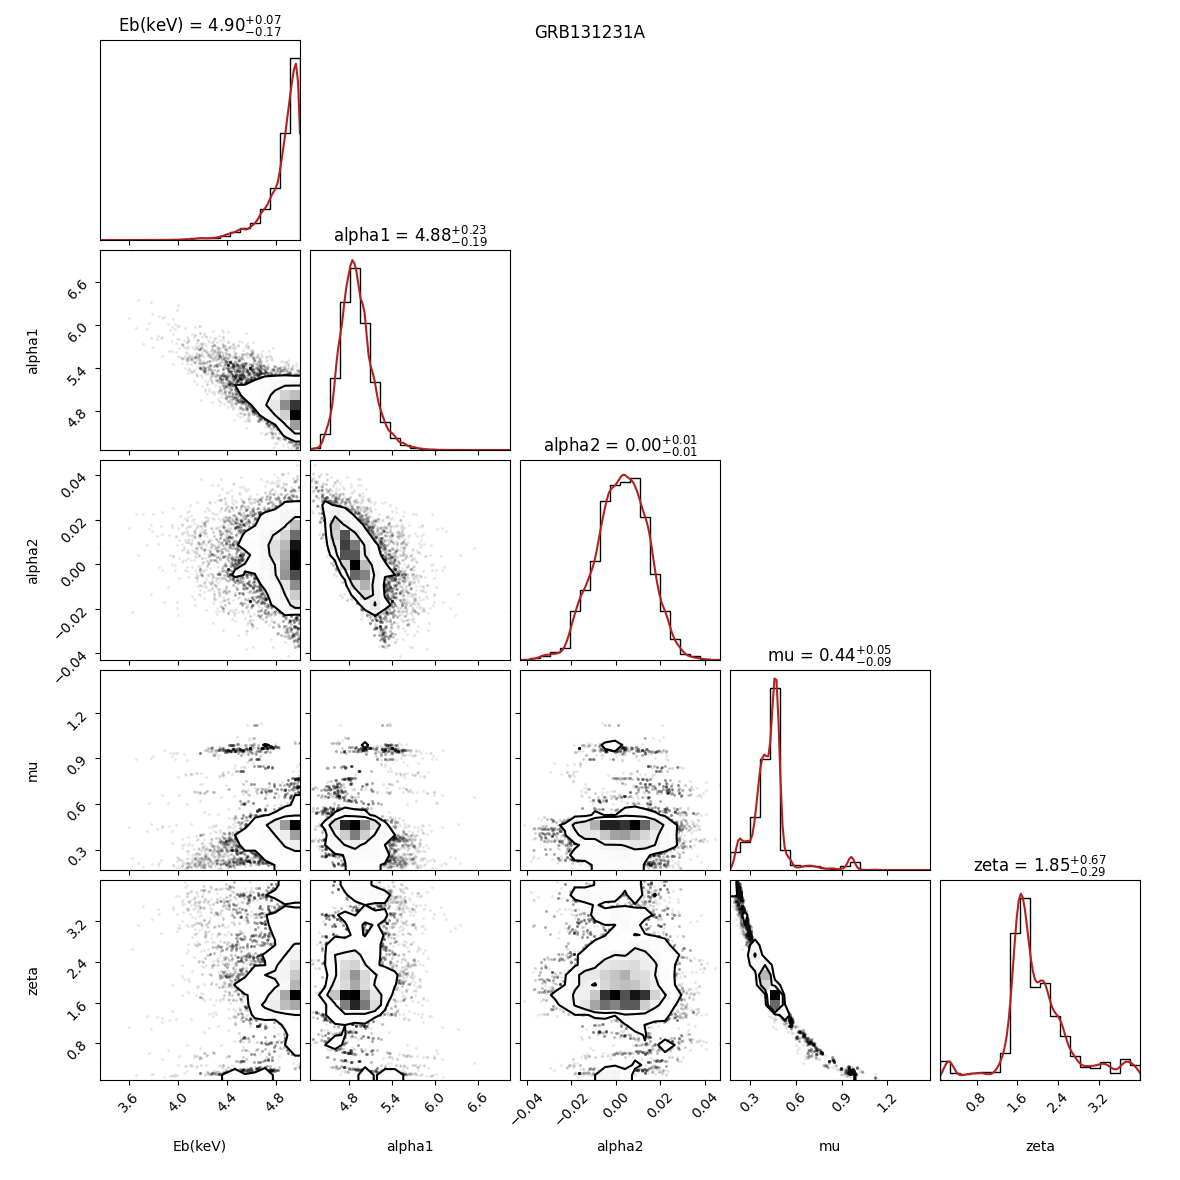 GRB131231A
Eb(keV) = 4.90 +0.07 −0.17
alpha1 = 4.88 +0.23 −0.19
6.6
6.0
5.4
4.8
alpha1
alpha2 = 0.00 +0.01 −0.01
0.04
0.02
0.00
−0.02
−0.04
alpha2
mu = 0.44 +0.05 −0.09
1.2
0.9
0.6
0.3
mu
zeta = 1.85 +0.67 −0.29
3.2
2.4
1.6
0.8
zeta
3.6 4.0 4.4 4.8 4.8 5.4 6.0 6.6 −0.04 −0.02 0.00 0.02 0.04 0.3 0.6 0.9 1.2 0.8 1.6 2.4 3.2
Eb(keV) alpha1 alpha2 mu zeta